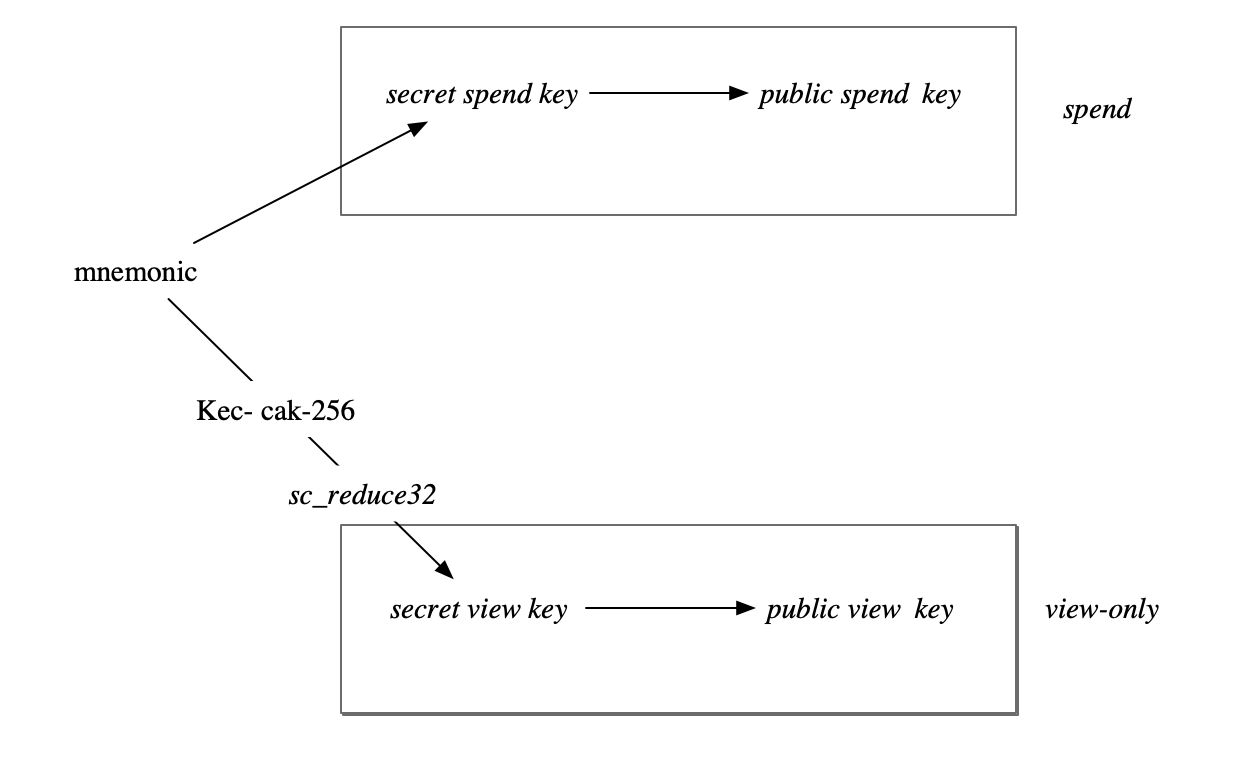 secret spend key
public spend key
spend
mnemonic
Kec- cak-256
sc_reduce32
secret view key
public view key
view-only